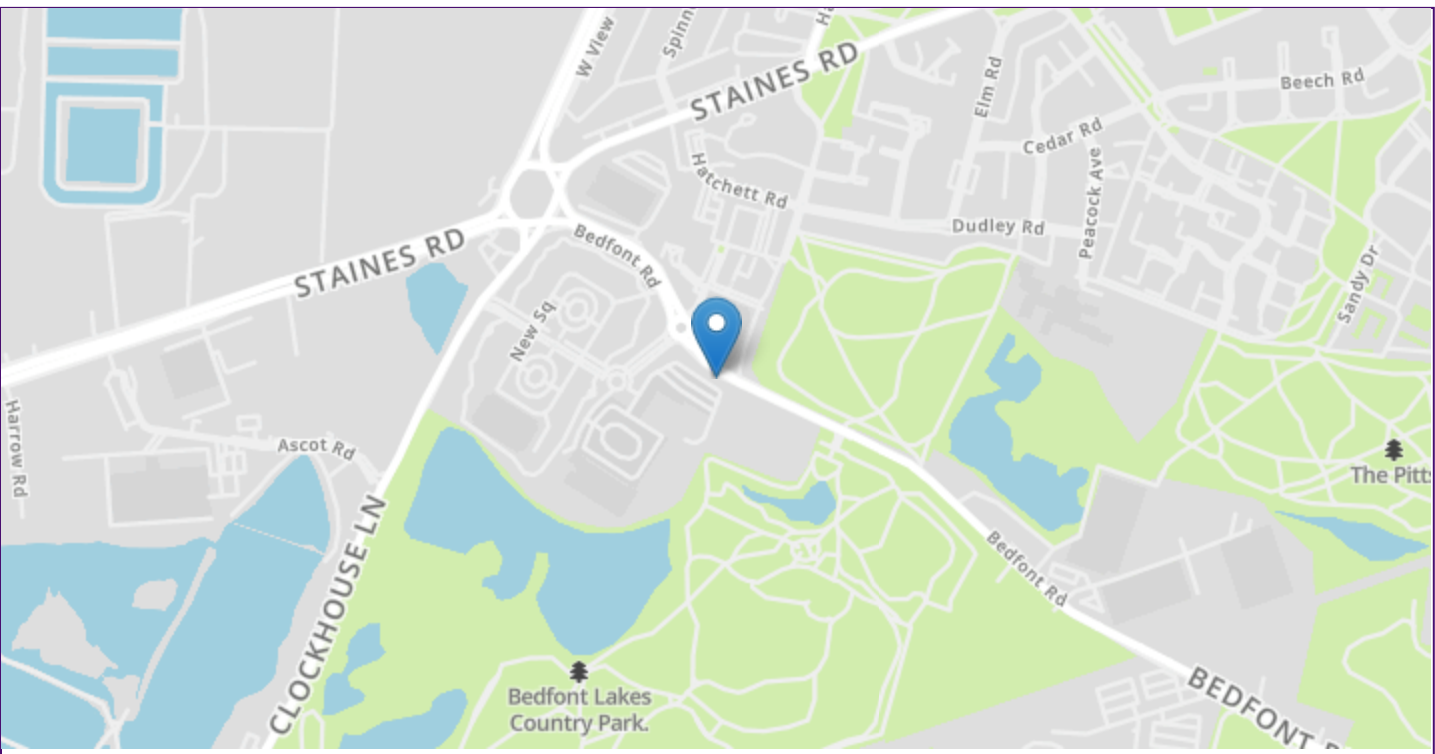 W View
Spinn
Ha
STAINES RD
Elm Rd
Beech Rd
Cedar Rd
Hatchett Rd
Peacock Ave
Dudley Rd
STAINES RD
Bedfont Rd
Sandy Dr
New Sq
Harrow Rd
Ascot Rd
The Pitts
CLOCKHOUSE LN
Bedfont Rd
Bedfont Lakes
Country Park.
BEDFONT R